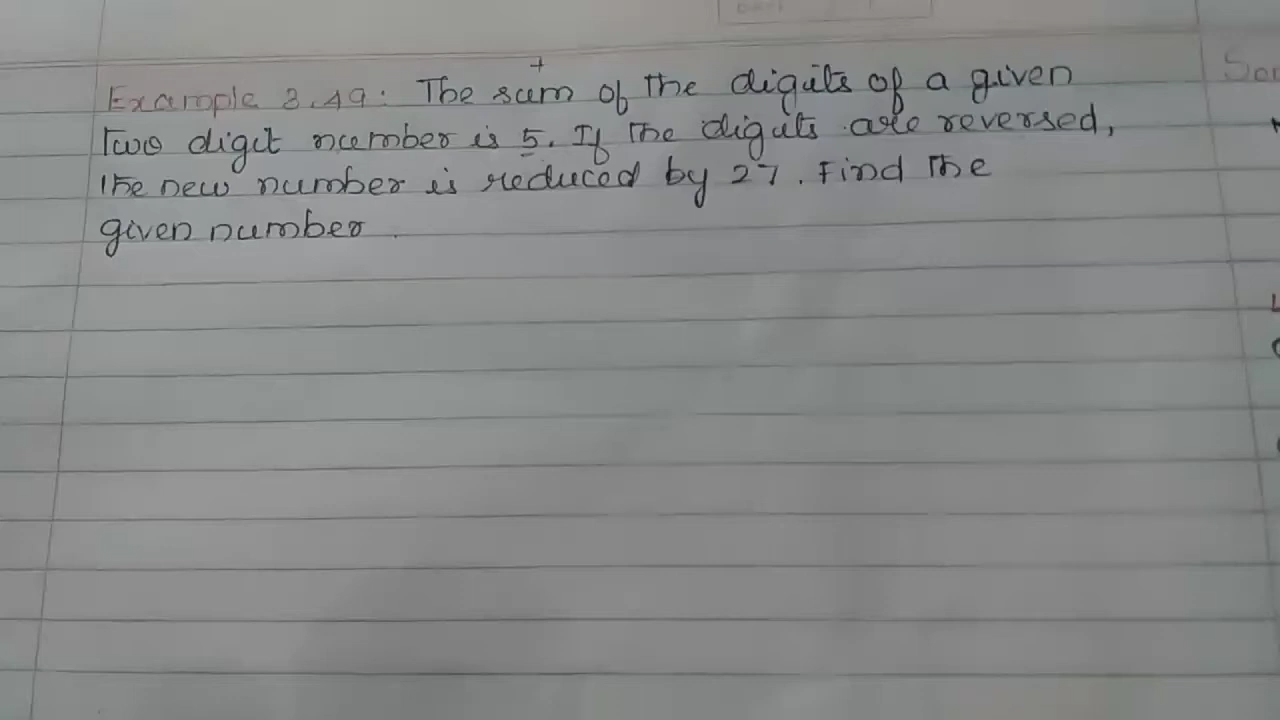 Example 3.49: The sum of the digits of a given
+
two digit number is 5. If the digits are reversed,
the new number is reduced by 27. Find the
given number.